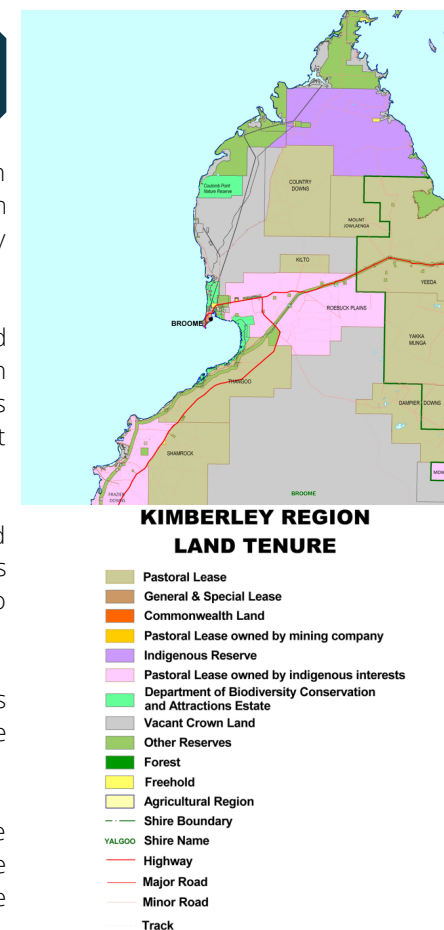 Coulomb Point
Nature Reserve
COUNTRY
DOWNS
MOUNT
JOWLAENGA
KILTO
YEEDA
ROEBUCK PLAINS
BROOME
YAKKA
MUNGA
THANGOO
DAMPIER DOWNS
SHAMROCK
FRAZIER
DOWNS
BROOME
KIMBERLEY REGION
LAND TENURE
Pastoral Lease
General & Special Lease
Commonwealth Land
Pastoral Lease owned by mining company
Indigenous Reserve
Pastoral Lease owned by indigenous interests
Department of Biodiversity Conservation
and Attractions Estate
Vacant Crown Land
Other Reserves
Forest
Freehold
Agricultural Region
Shire Boundary
YALGOO Shire Name
Highway
Major Road
Minor Road
Track